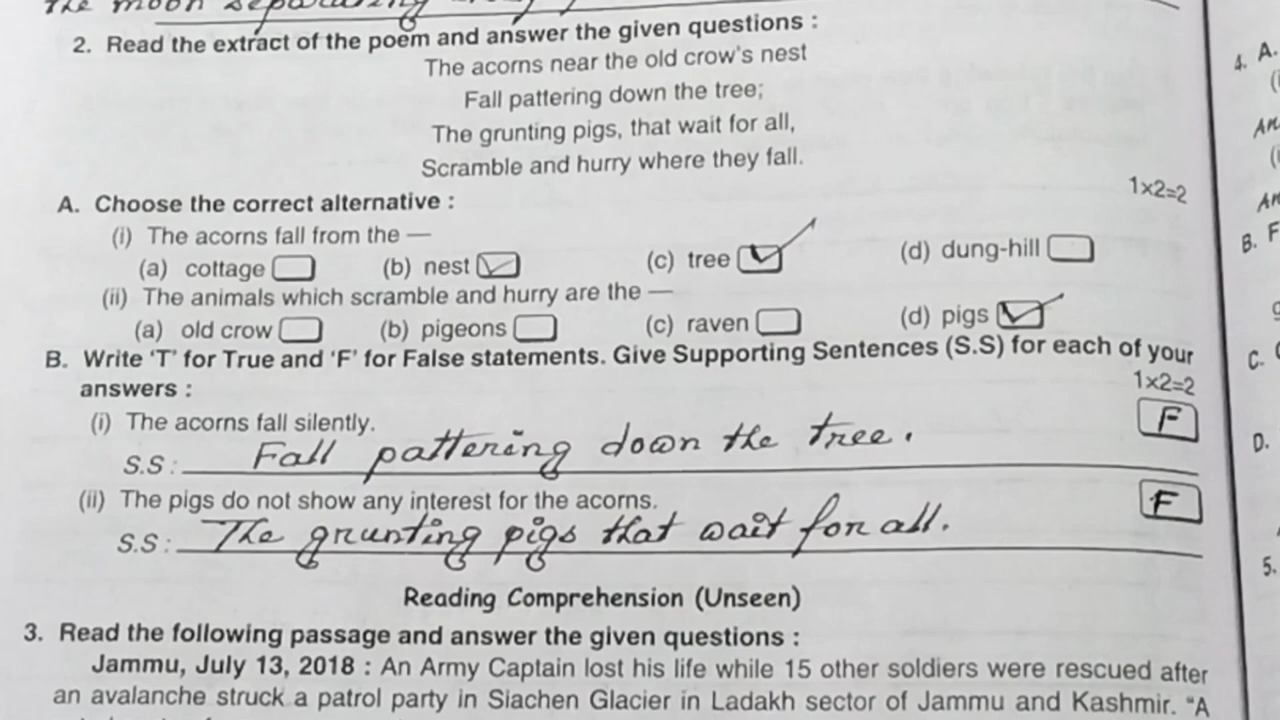 The moon
2. Read the extract of the poem and answer the given questions :
The acorns near the old crow's nest
Fall pattering down the tree;
The grunting pigs, that wait for all,
Scramble and hurry where they fall.
A. Choose the correct alternative : 1×2=2
(i) The acorns fall from the —
(a) cottage (b) nest ✓ (c) tree ✓ (d) dung-hill
(ii) The animals which scramble and hurry are the —
(a) old crow (b) pigeons (c) raven (d) pigs ✓
B. Write 'T' for True and 'F' for False statements. Give Supporting Sentences (S.S) for each of your
answers : 1×2=2
(i) The acorns fall silently. F
S.S : Fall pattering down the tree.
(ii) The pigs do not show any interest for the acorns. F
S.S : The grunting pigs that wait for all.
Reading Comprehension (Unseen)
3. Read the following passage and answer the given questions :
Jammu, July 13, 2018 : An Army Captain lost his life while 15 other soldiers were rescued after
an avalanche struck a patrol party in Siachen Glacier in Ladakh sector of Jammu and Kashmir. "A
4. A.
B. F
C.
D.
5.